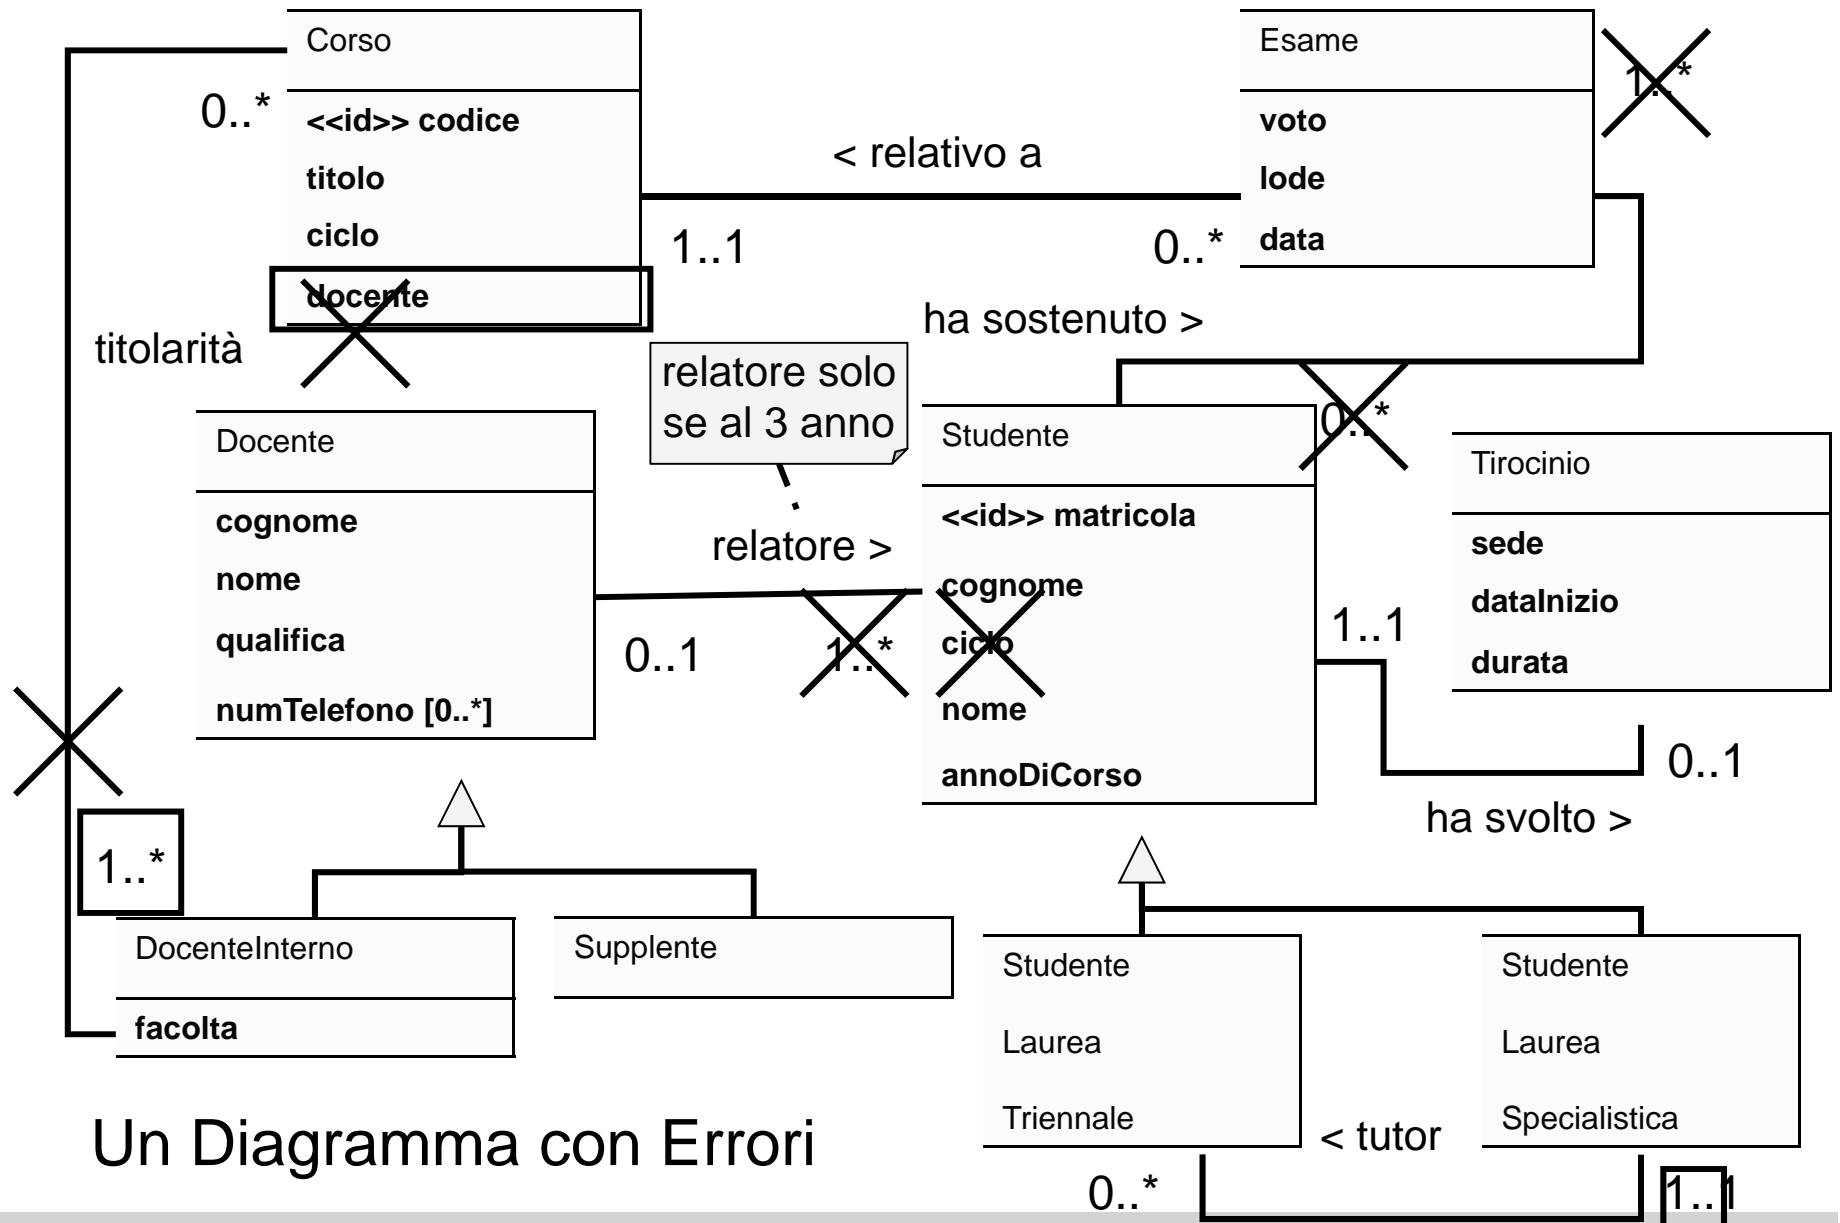 Corso
0..*
<<id>> codice
titolo
ciclo
docente
Esame
1..*
voto
lode
data
< relativo a
1..1
0..*
titolarità
ha sostenuto >
relatore solo
se al 3 anno
0..*
Docente
cognome
nome
qualifica
numTelefono [0..*]
relatore >
0..1
1..*
Studente
<<id>> matricola
cognome
ciclo
nome
annoDiCorso
Tirocinio
sede
dataInizio
durata
1..1
0..1
ha svolto >
1..*
DocenteInterno
facolta
Supplente
Studente
Laurea
Triennale
Studente
Laurea
Specialistica
< tutor
0..*
1..1
Un Diagramma con Errori